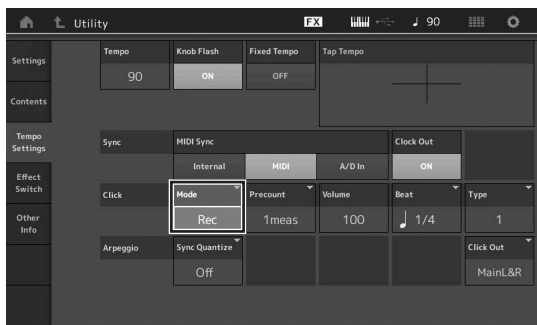 Utility FX 90
Settings
Contents
Tempo
Settings
Effect
Switch
Other
Info
Tempo Knob Flash Fixed Tempo Tap Tempo
90 ON OFF
Sync MIDI Sync Clock Out
Internal MIDI A/D In ON
Click Mode Precount Volume Beat Type
Rec 1meas 100 1/4 1
Arpeggio Sync Quantize Click Out
Off MainL&R